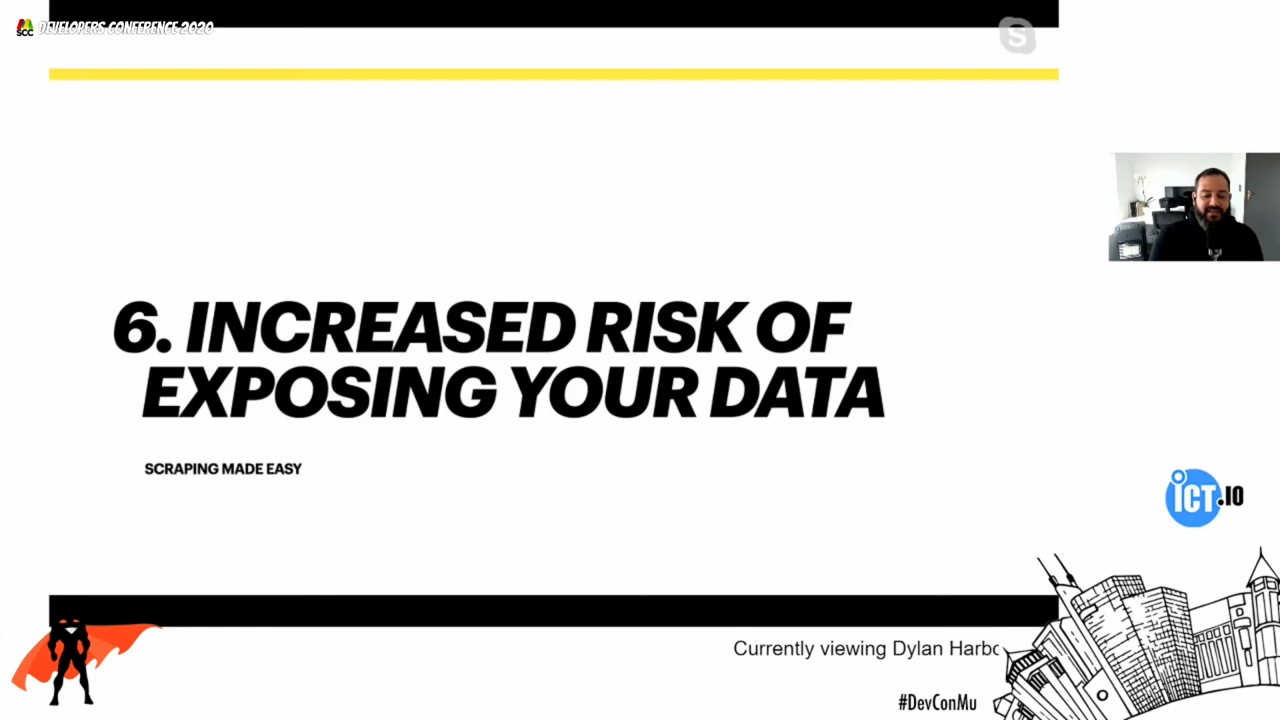 SCC DEVELOPERS CONFERENCE 2020
S
6. INCREASED RISK OF
EXPOSING YOUR DATA
SCRAPING MADE EASY
iCT.IO
Currently viewing Dylan Harbo
#DevConMu